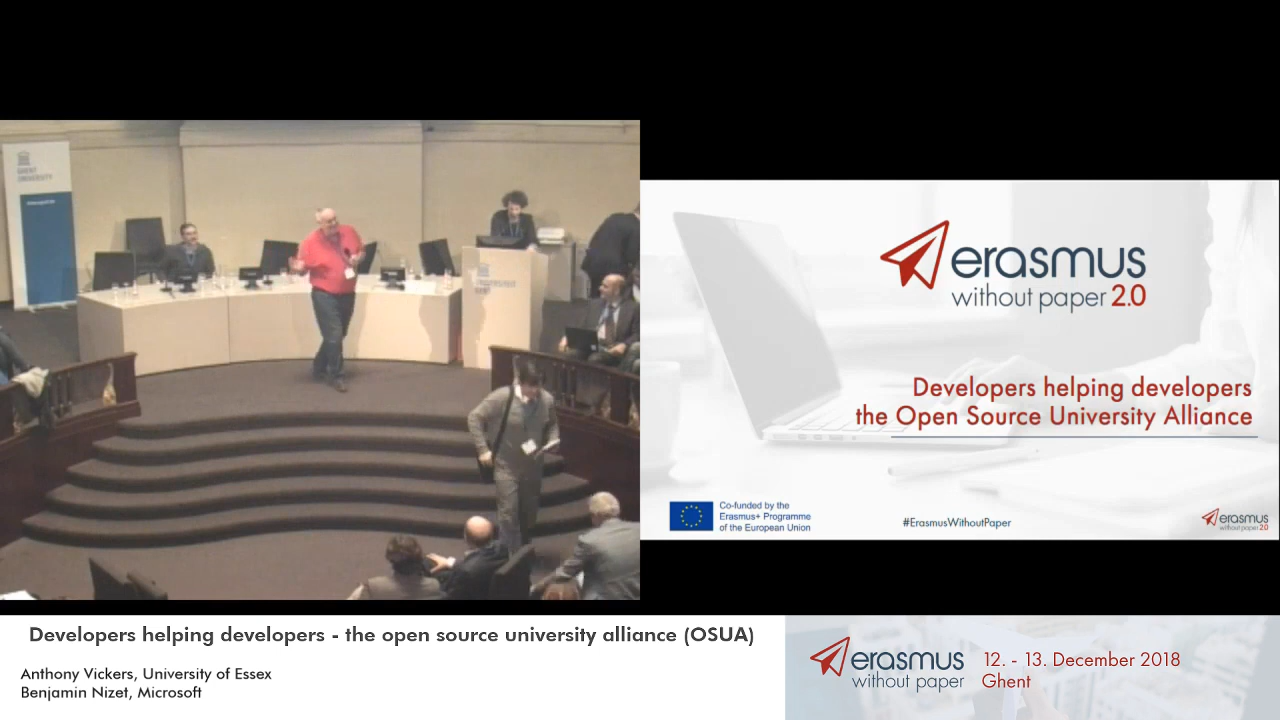 GHENT
UNIVERSITY
erasmus
without paper 2.0
Developers helping developers
the Open Source University Alliance
Co-funded by the
Erasmus+ Programme
of the European Union
#ErasmusWithoutPaper
erasmus
without paper 2.0
Developers helping developers - the open source university alliance (OSUA)
Anthony Vickers, University of Essex
Benjamin Nizet, Microsoft
erasmus
without paper
12. - 13. December 2018
Ghent